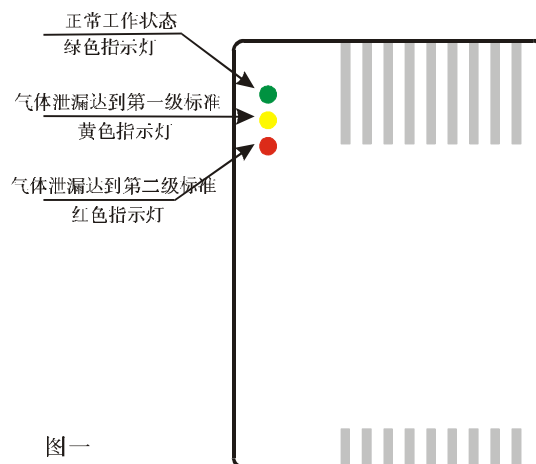 正常工作状态
绿色指示灯
气体泄漏达到第一级标准
黄色指示灯
气体泄漏达到第二级标准
红色指示灯
图一